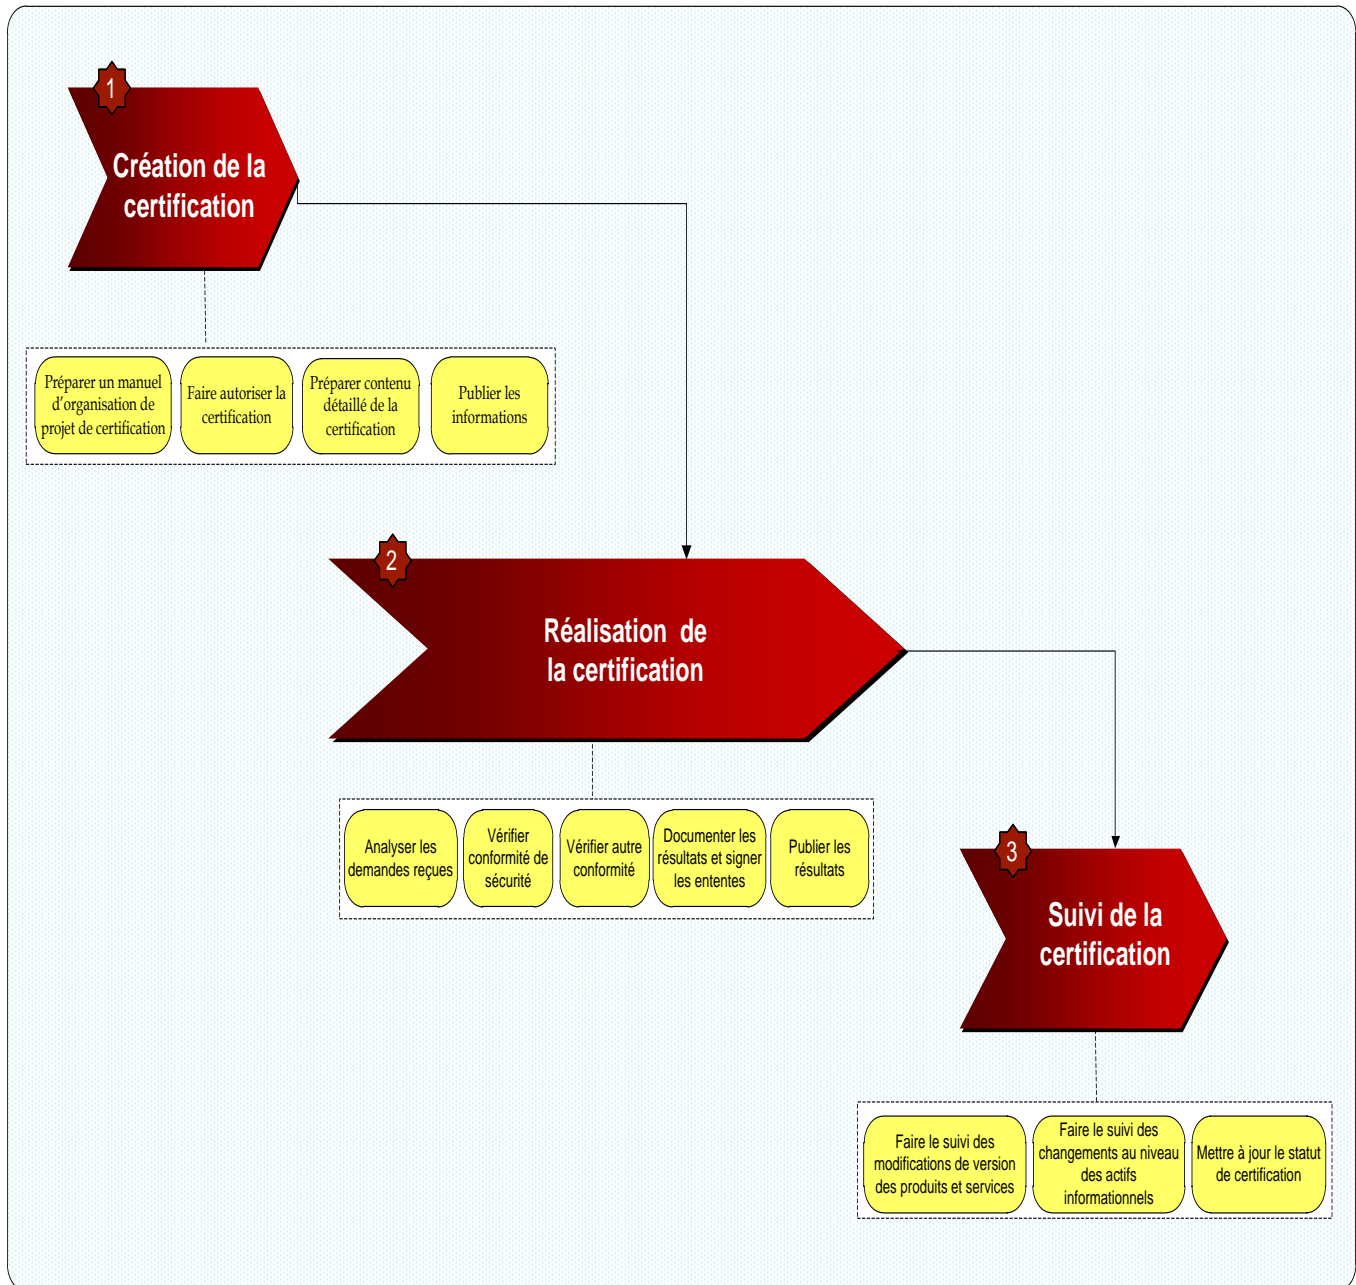 1
Création de la
certification
Préparer un manuel
d'organisation de
projet de certification
Faire autoriser la
certification
Préparer contenu
détaillé de la
certification
Publier les
informations
2
Réalisation de
la certification
Analyser les
demandes reçues
Vérifier
conformité de
sécurité
Vérifier autre
conformité
Documenter les
résultats et signer
les ententes
Publier les
résultats
3
Suivi de la
certification
Faire le suivi des
modifications de version
des produits et services
Faire le suivi des
changements au niveau
des actifs
informationnels
Mettre à jour le statut
de certification